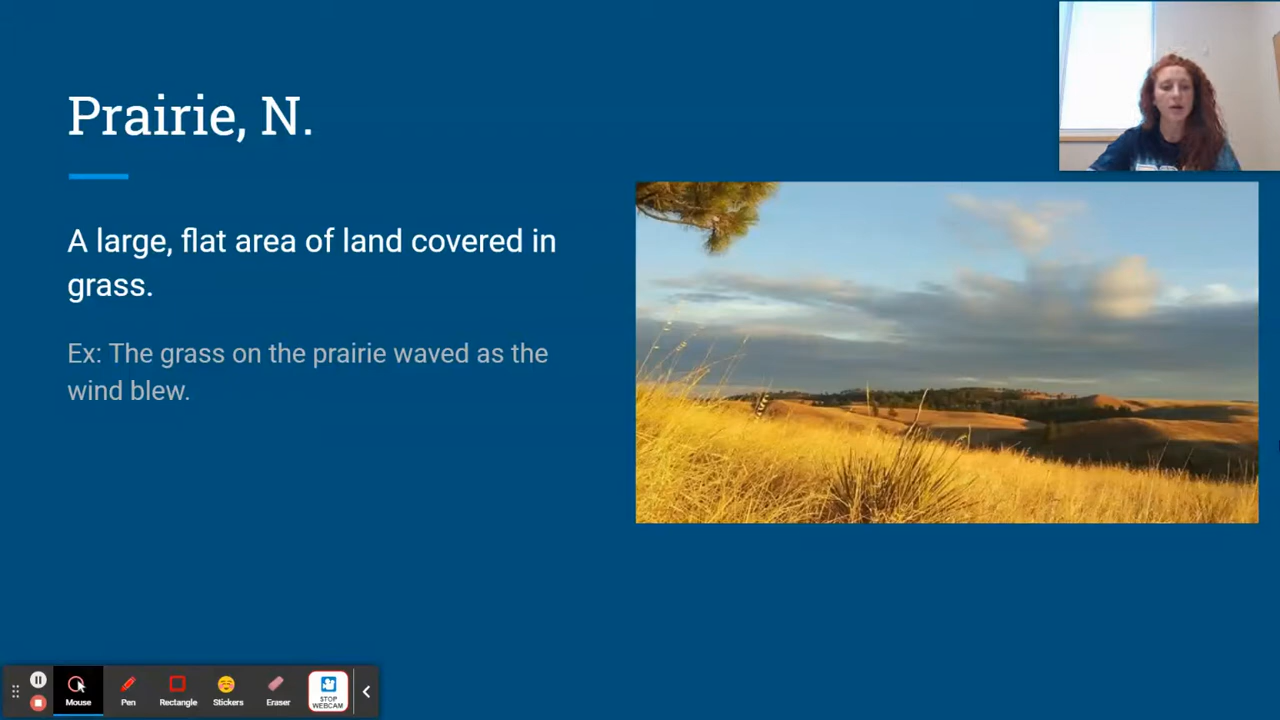 Prairie, N.
A large, flat area of land covered in
grass.
Ex: The grass on the prairie waved as the
wind blew.
Mouse
Pen
Rectangle
Stickers
Eraser
STOP
WEBCAM